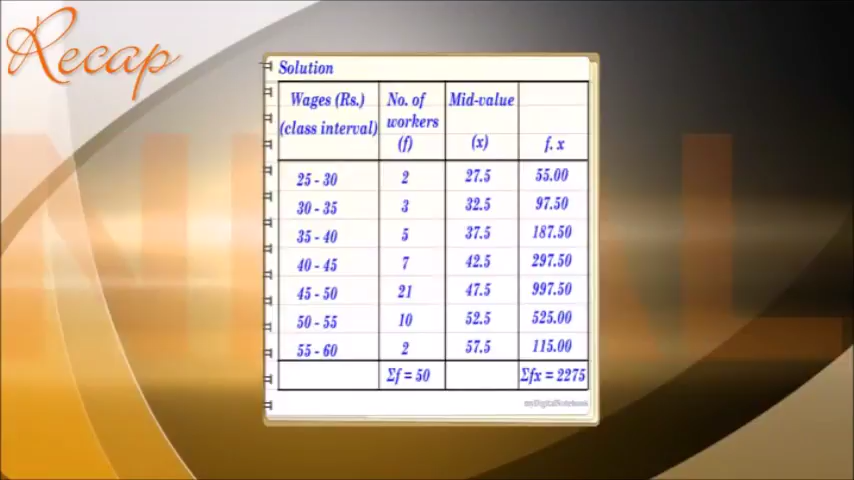 Recap
Solution
Wages (Rs.) No. of Mid-value
(class interval) workers
(f) (x) f. x
25 - 30 2 27.5 55.00
30 - 35 3 32.5 97.50
35 - 40 5 37.5 187.50
40 - 45 7 42.5 297.50
45 - 50 21 47.5 997.50
50 - 55 10 52.5 525.00
55 - 60 2 57.5 115.00
Σf = 50 Σfx = 2275